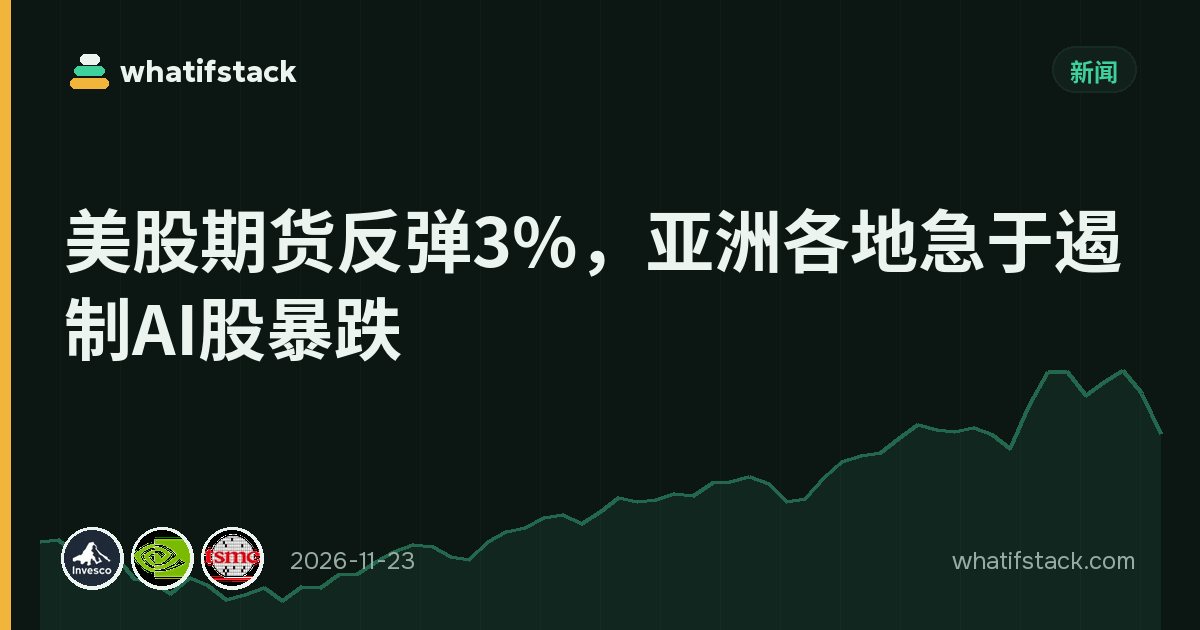 whatifstack
新闻
美股期货反弹3%，亚洲各地急于遏
制AI股暴跌
Invesco
tsmc
2026-11-23
whatifstack.com